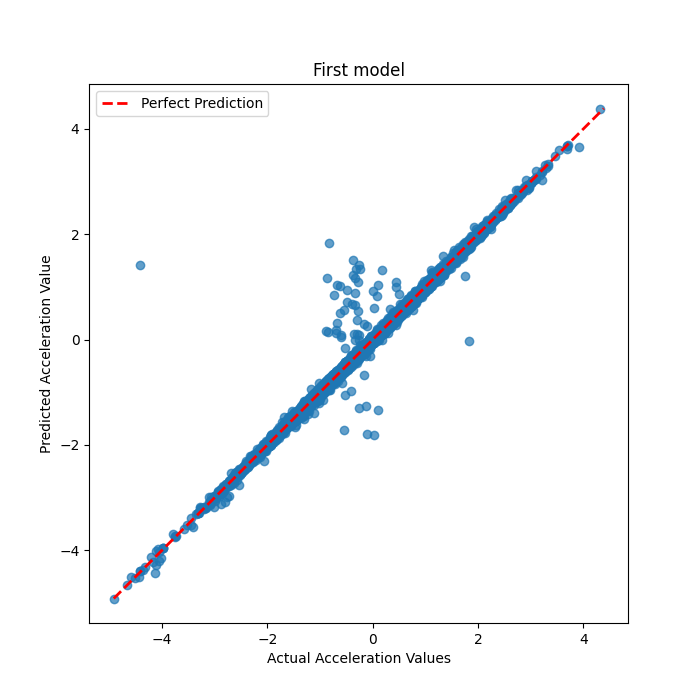 First model
Perfect Prediction
4
2
0
−2
−4
Predicted Acceleration Value
−4
−2
0
2
4
Actual Acceleration Values